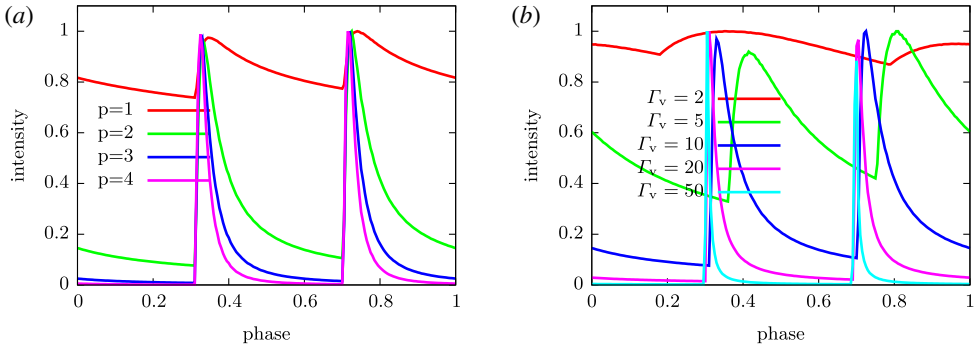 (a)
1
0.8
0.6
0.4
0.2
0
intensity
p=1
p=2
p=3
p=4
0 0.2 0.4 0.6 0.8 1
phase
(b)
1
0.8
0.6
0.4
0.2
0
intensity
Γv = 2
Γv = 5
Γv = 10
Γv = 20
Γv = 50
0 0.2 0.4 0.6 0.8 1
phase